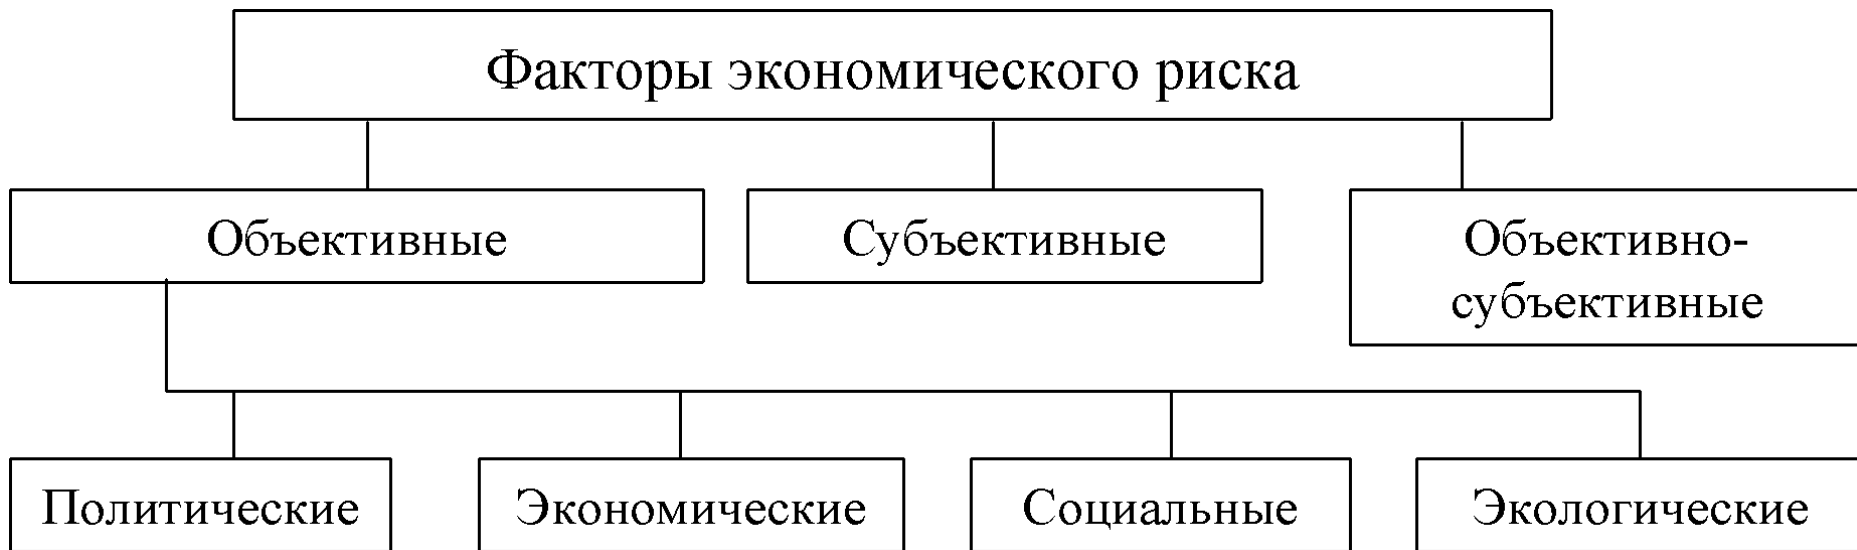 Факторы экономического риска
Объективные
Субъективные
Объективно-
субъективные
Политические
Экономические
Социальные
Экологические